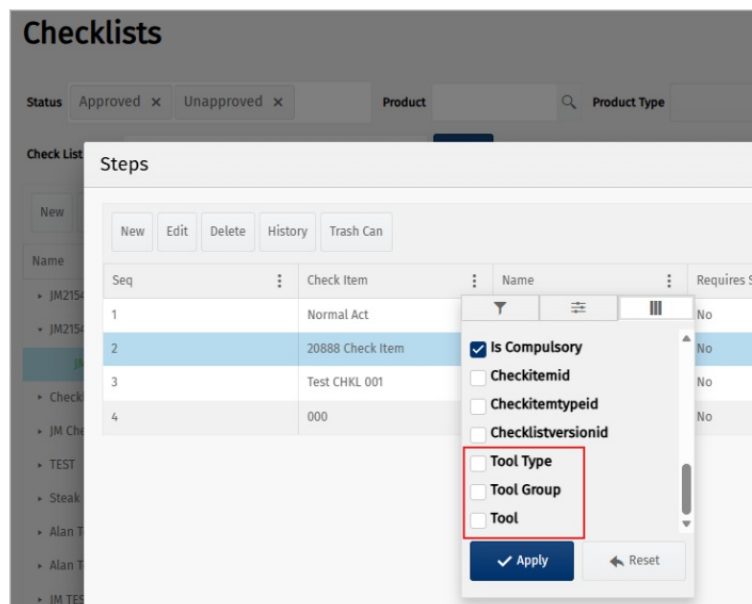 Checklists
Status Approved × Unapproved × Product Product Type
Check List
Steps
New
New Edit Delete History Trash Can
Name
Seq Check Item Name Requires S
JM2154
1 Normal Act No
JM2154
Is Compulsory
2 20888 Check Item No
JM
Checkitemid
3 Test CHKL 001 No
Check
Checkitemtypeid
4 000 No
JM Che
Checklistversionid
TEST
Tool Type
Steak
Tool Group
Alan T
Tool
Alan T
Apply Reset
JM TES